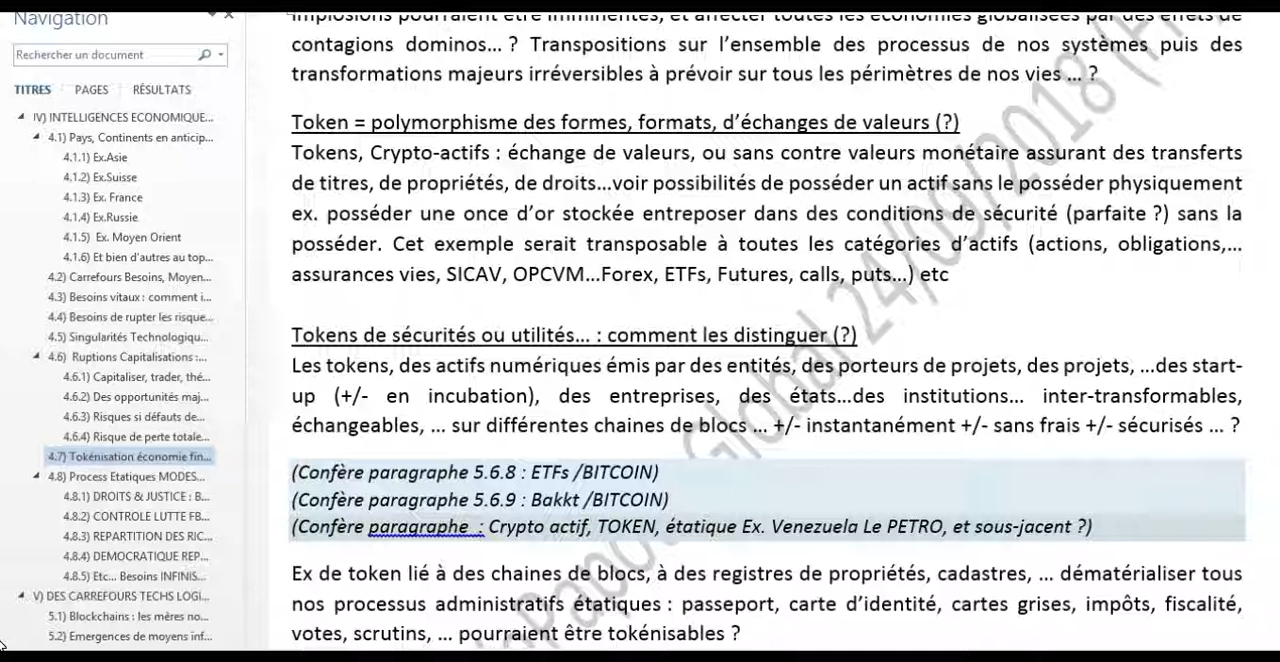 Navigation
Rechercher un document
TITRES PAGES RÉSULTATS
IV) INTELLIGENCES ECONOMIQUE...
4.1) Pays, Continents en anticip...
4.1.1) Ex.Asie
4.1.2) Ex.Suisse
4.1.3) Ex. France
4.1.4) Ex.Russie
4.1.5) Ex. Moyen Orient
4.1.6) Et bien d'autres au top...
4.2) Carrefours Besoins, Moyen...
4.3) Besoins vitaux : comment i...
4.4) Besoins de rupter les risque...
4.5) Singularités Technologiqu...
4.6) Ruptions Capitalisations :...
4.6.1) Capitaliser, trader, thé...
4.6.2) Des opportunités maj...
4.6.3) Risques si défauts de...
4.6.4) Risque de perte totale...
4.7) Tokénisation économie fin...
4.8) Process Etatiques MODES...
4.8.1) DROITS & JUSTICE : B...
4.8.2) CONTROLE LUTTE FB...
4.8.3) REPARTITION DES RIC...
4.8.4) DEMOCRATIQUE REP...
4.8.5) Etc... Besoins INFINIS...
V) DES CARREFOURS TECHS LOGI...
5.1) Blockchains : les mères no...
5.2) Emergences de moyens inf...
implosions pourraient être imminentes, et affecter toutes les économies globalisées par des effets de
contagions dominos... ? Transpositions sur l'ensemble des processus de nos systèmes puis des
transformations majeurs irréversibles à prévoir sur tous les périmètres de nos vies ... ?
Token = polymorphisme des formes, formats, d'échanges de valeurs (?)
Tokens, Crypto-actifs : échange de valeurs, ou sans contre valeurs monétaire assurant des transferts
de titres, de propriétés, de droits...voir possibilités de posséder un actif sans le posséder physiquement
ex. posséder une once d'or stockée entreposer dans des conditions de sécurité (parfaite ?) sans la
posséder. Cet exemple serait transposable à toutes les catégories d'actifs (actions, obligations,...
assurances vies, SICAV, OPCVM...Forex, ETFs, Futures, calls, puts...) etc
Tokens de sécurités ou utilités... : comment les distinguer (?)
Les tokens, des actifs numériques émis par des entités, des porteurs de projets, des projets, ...des start-
up (+/- en incubation), des entreprises, des états...des institutions... inter-transformables,
échangeables, ... sur différentes chaines de blocs ... +/- instantanément +/- sans frais +/- sécurisés ... ?
(Confère paragraphe 5.6.8 : ETFs /BITCOIN)
(Confère paragraphe 5.6.9 : Bakkt /BITCOIN)
(Confère paragraphe : Crypto actif, TOKEN, étatique Ex. Venezuela Le PETRO, et sous-jacent ?)
Ex de token lié à des chaines de blocs, à des registres de propriétés, cadastres, ... dématérialiser tous
nos processus administratifs étatiques : passeport, carte d'identité, cartes grises, impôts, fiscalité,
votes, scrutins, ... pourraient être tokénisables ?
Global 24/09/2018